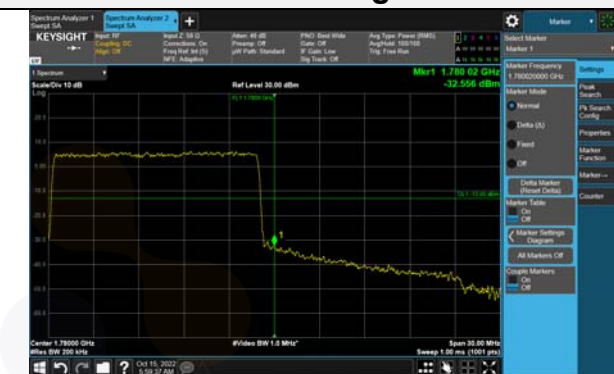 Spectrum Analyzer 1
Swept SA
Spectrum Analyzer 2
Swept SA
+
Marker
KEYSIGHT
Input: RF
Coupling: DC
Align: Off
Input Z: 50 Ω
Corrections: On
Freq Ref: Int (S)
NFE: Adaptive
Atten: 40 dB
Preamp: Off
µW Path: Standard
PNO: Best Wide
Gate: Off
IF Gain: Low
Sig Track: Off
Avg Type: Power (RMS)
Avg|Hold: 100/100
Trig: Free Run
1 Spectrum
Scale/Div 10 dB
Log
Ref Level 30.00 dBm
Mkr1 1.780 02 GHz
-32.556 dBm
1
Center 1.78000 GHz
#Res BW 200 kHz
#Video BW 1.0 MHz*
Span 30.00 MHz
Sweep 1.00 ms (1001 pts)
Select Marker
Marker 1
Marker Frequency
1.780020000 GHz
Marker Mode
Normal
Delta (Δ)
Fixed
Off
Delta Marker
(Reset Delta)
Marker Table
On
Off
Marker Settings
Diagram
All Markers Off
Couple Markers
On
Off
Settings
Peak
Search
Pk Search
Config
Properties
Marker
Function
Marker→
Counter
?
Oct 15, 2022
5:59:37 AM